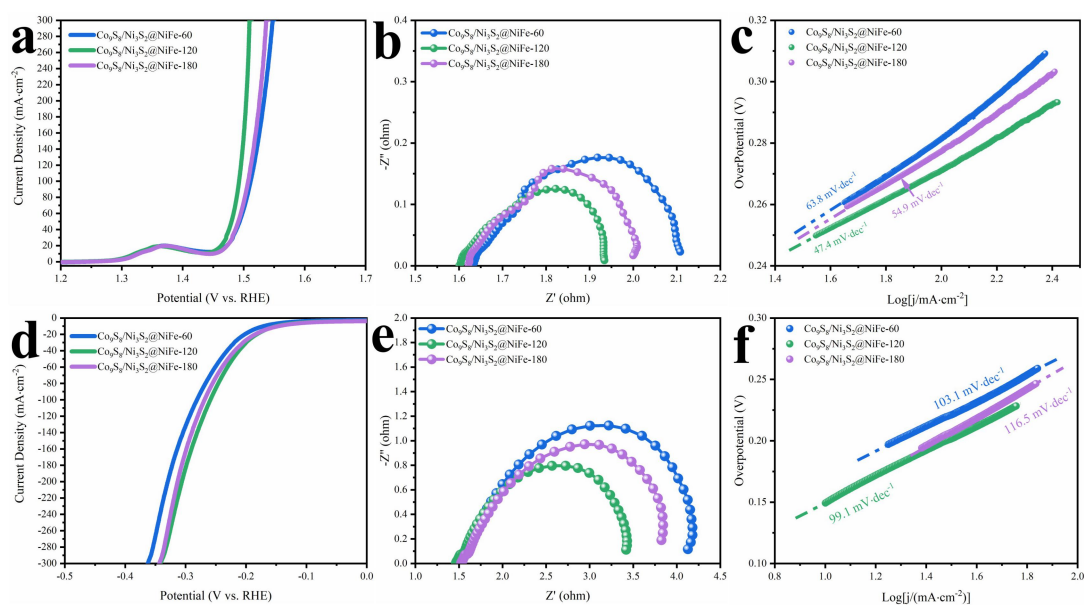 a
Co₉S₈/Ni₃S₂@NiFe-60
Co₉S₈/Ni₃S₂@NiFe-120
Co₉S₈/Ni₃S₂@NiFe-180
Current Density (mA·cm⁻²)
300
280
260
240
220
200
180
160
140
120
100
80
60
40
20
0
1.2
1.3
1.4
1.5
1.6
1.7
Potential (V vs. RHE)
b
Co₉S₈/Ni₃S₂@NiFe-60
Co₉S₈/Ni₃S₂@NiFe-120
Co₉S₈/Ni₃S₂@NiFe-180
-Z" (ohm)
0.4
0.3
0.2
0.1
0.0
1.5
1.6
1.7
1.8
1.9
2.0
2.1
2.2
Z' (ohm)
c
Co₉S₈/Ni₃S₂@NiFe-60
Co₉S₈/Ni₃S₂@NiFe-120
Co₉S₈/Ni₃S₂@NiFe-180
OverPotential (V)
0.32
0.30
0.28
0.26
0.24
63.8 mV·dec⁻¹
54.9 mV·dec⁻¹
47.4 mV·dec⁻¹
1.4
1.6
1.8
2.0
2.2
2.4
Log[j/mA·cm⁻²)
d
Co₉S₈/Ni₃S₂@NiFe-60
Co₉S₈/Ni₃S₂@NiFe-120
Co₉S₈/Ni₃S₂@NiFe-180
Current Density (mA·cm⁻²)
0
-20
-40
-60
-80
-100
-120
-140
-160
-180
-200
-220
-240
-260
-280
-300
-0.5
-0.4
-0.3
-0.2
-0.1
0.0
Potential (V vs. RHE)
e
Co₉S₈/Ni₃S₂@NiFe-60
Co₉S₈/Ni₃S₂@NiFe-120
Co₉S₈/Ni₃S₂@NiFe-180
-Z" (ohm)
2.0
1.8
1.6
1.4
1.2
1.0
0.8
0.6
0.4
0.2
0.0
1.0
1.5
2.0
2.5
3.0
3.5
4.0
4.5
Z' (ohm)
f
Co₉S₈/Ni₃S₂@NiFe-60
Co₉S₈/Ni₃S₂@NiFe-120
Co₉S₈/Ni₃S₂@NiFe-180
Overpotential (V)
0.30
0.25
0.20
0.15
0.10
103.1 mV·dec⁻¹
116.5 mV·dec⁻¹
99.1 mV·dec⁻¹
1.0
1.2
1.4
1.6
1.8
2.0
Log[j/(mA·cm⁻²)]